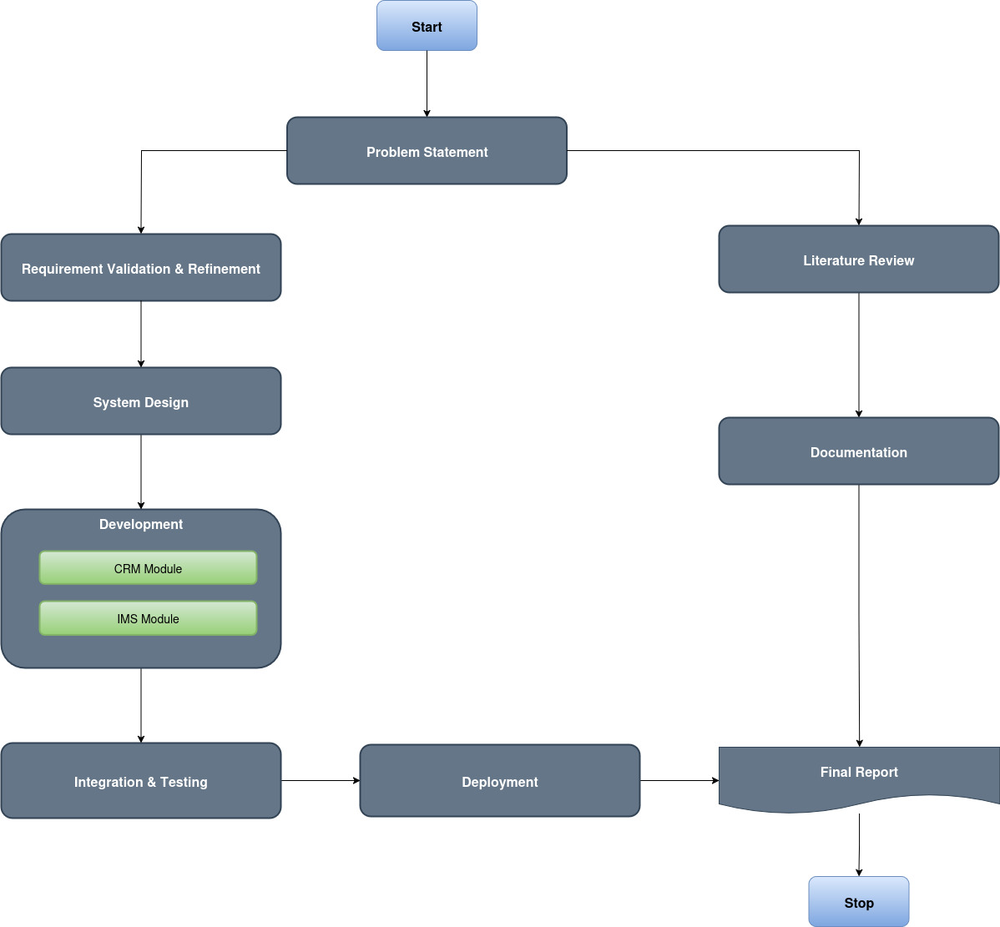 Start
Problem Statement
Requirement Validation & Refinement
Literature Review
System Design
Documentation
Development
CRM Module
IMS Module
Integration & Testing
Deployment
Final Report
Stop